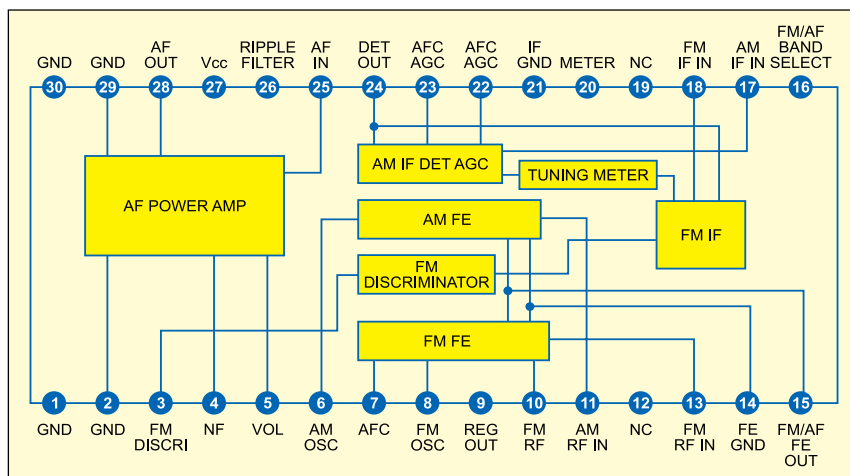 GND
GND
AF
OUT
Vcc
RIPPLE
FILTER
AF
IN
DET
OUT
AFC
AGC
AFC
AGC
IF
GND
METER
NC
FM
IF IN
AM
IF IN
FM/AF
BAND
SELECT
30 29 28 27 26 25 24 23 22 21 20 19 18 17 16
AM IF DET AGC
TUNING METER
AF POWER AMP
AM FE
FM IF
FM
DISCRIMINATOR
FM FE
1 2 3 4 5 6 7 8 9 10 11 12 13 14 15
GND
GND
FM
DISCRI
NF
VOL
AM
OSC
AFC
FM
OSC
REG
OUT
FM
RF
AM
RF IN
NC
FM
RF IN
FE
GND
FM/AF
FE
OUT